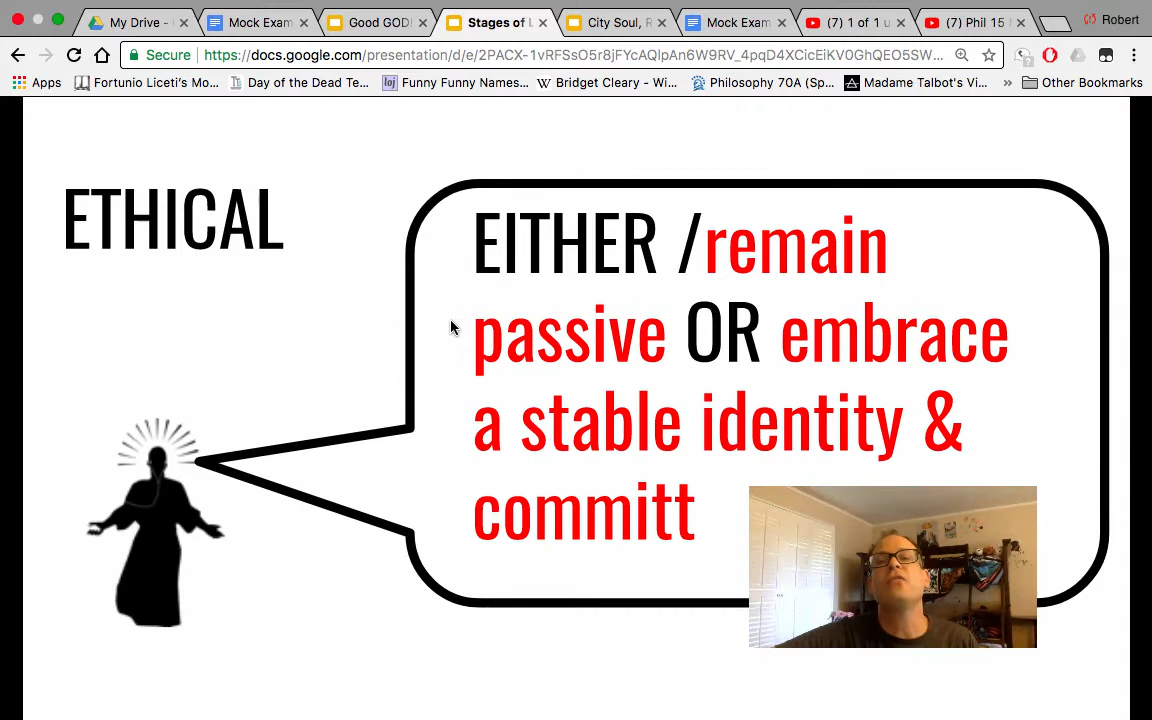 My Drive -
Mock Exam
Good GOD!
Stages of L
City Soul, R
Mock Exam
(7) 1 of 1 u
(7) Phil 15
Robert
Secure
https://docs.google.com/presentation/d/e/2PACX-1vRFSsO5r8jFYcAQlpAn6W9RV_4pqD4XCicEiKV0GhQEO5SW...
Apps
Fortunio Liceti's Mo...
Day of the Dead Te...
loj
Funny Funny Names...
W
Bridget Cleary - Wi...
Philosophy 70A (Sp...
Madame Talbot's Vi...
»
Other Bookmarks
ETHICAL
EITHER /remain
passive OR embrace
a stable identity &
committ